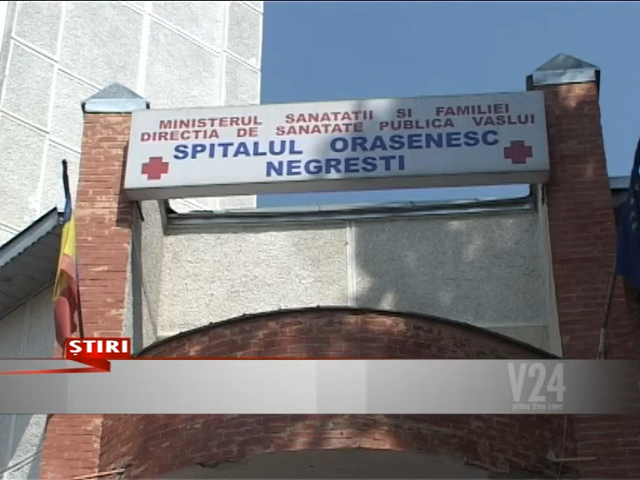 MINISTERUL SANATATII SI FAMILIEI
DIRECTIA DE SANATATE PUBLICA VASLUI
SPITALUL ORASENESC
NEGRESTI
ȘTIRI
V24